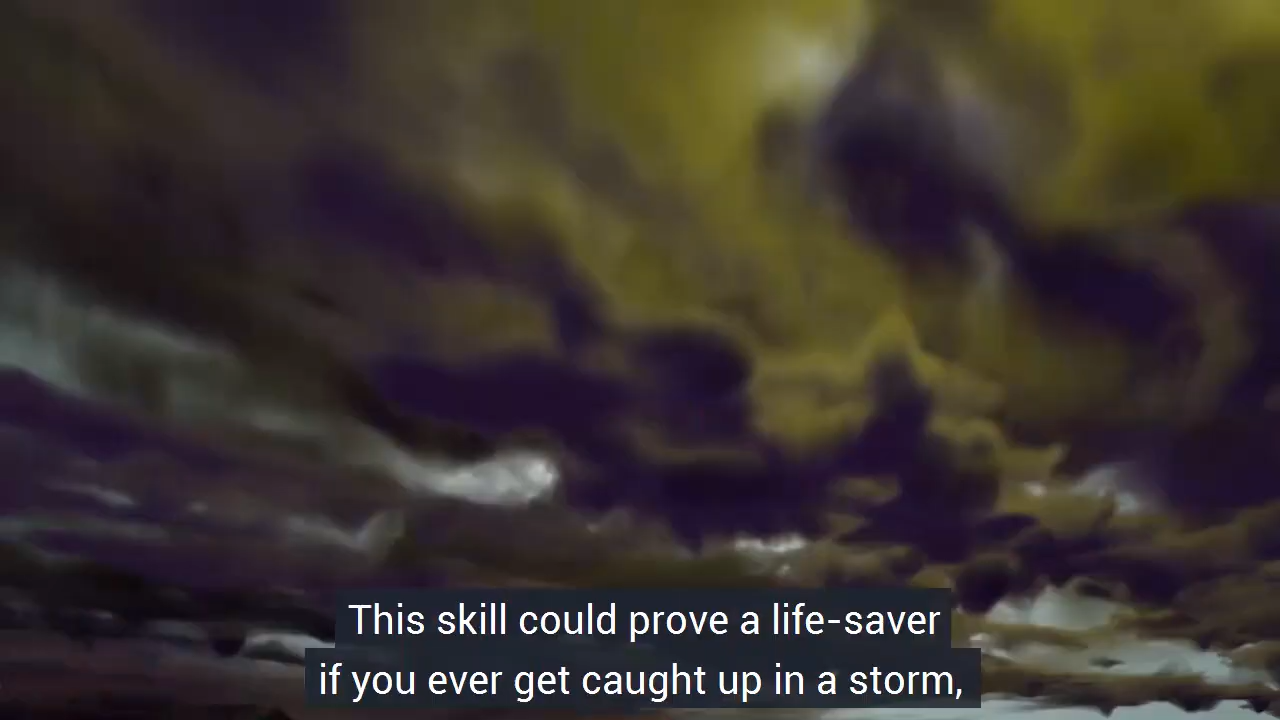 This skill could prove a life-saver
if you ever get caught up in a storm,